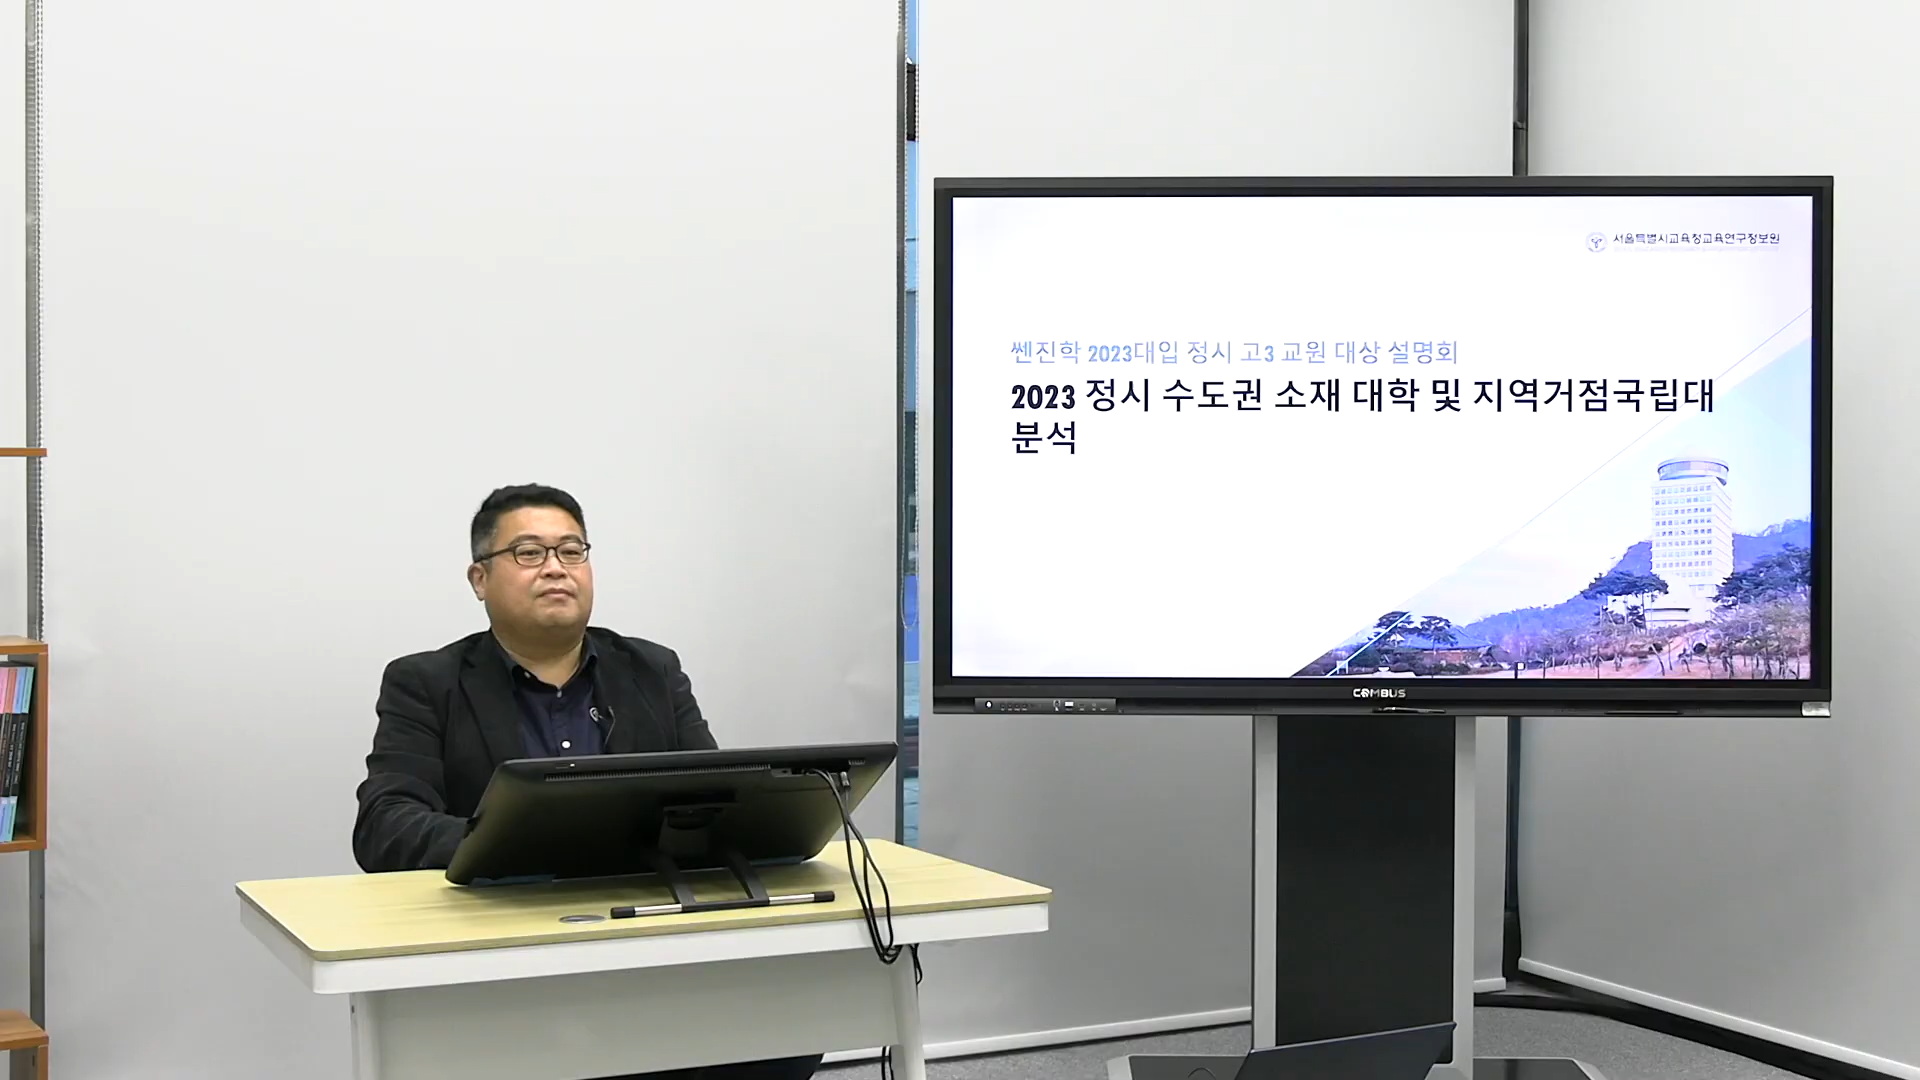 서울특별시교육청교육연구정보원
쎈진학 2023대입 정시 고3 교원 대상 설명회
2023 정시 수도권 소재 대학 및 지역거점국립대
분석
COMBUS